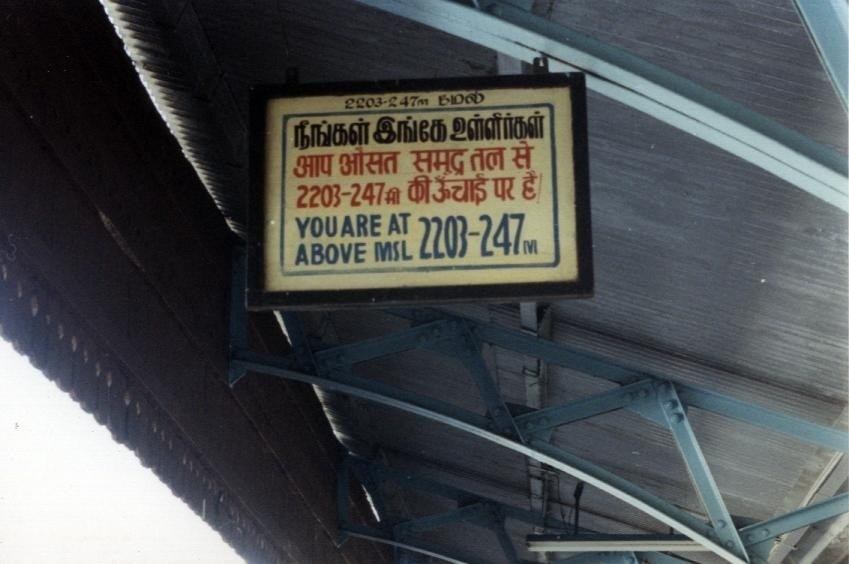 2203-247m கமல்
நீங்கள் இங்கே உள்ளீர்கள்
आप औसत समुद्र तल से
2203-247मी की ऊँचाई पर हैं
YOU ARE AT
ABOVE MSL 2203-247M